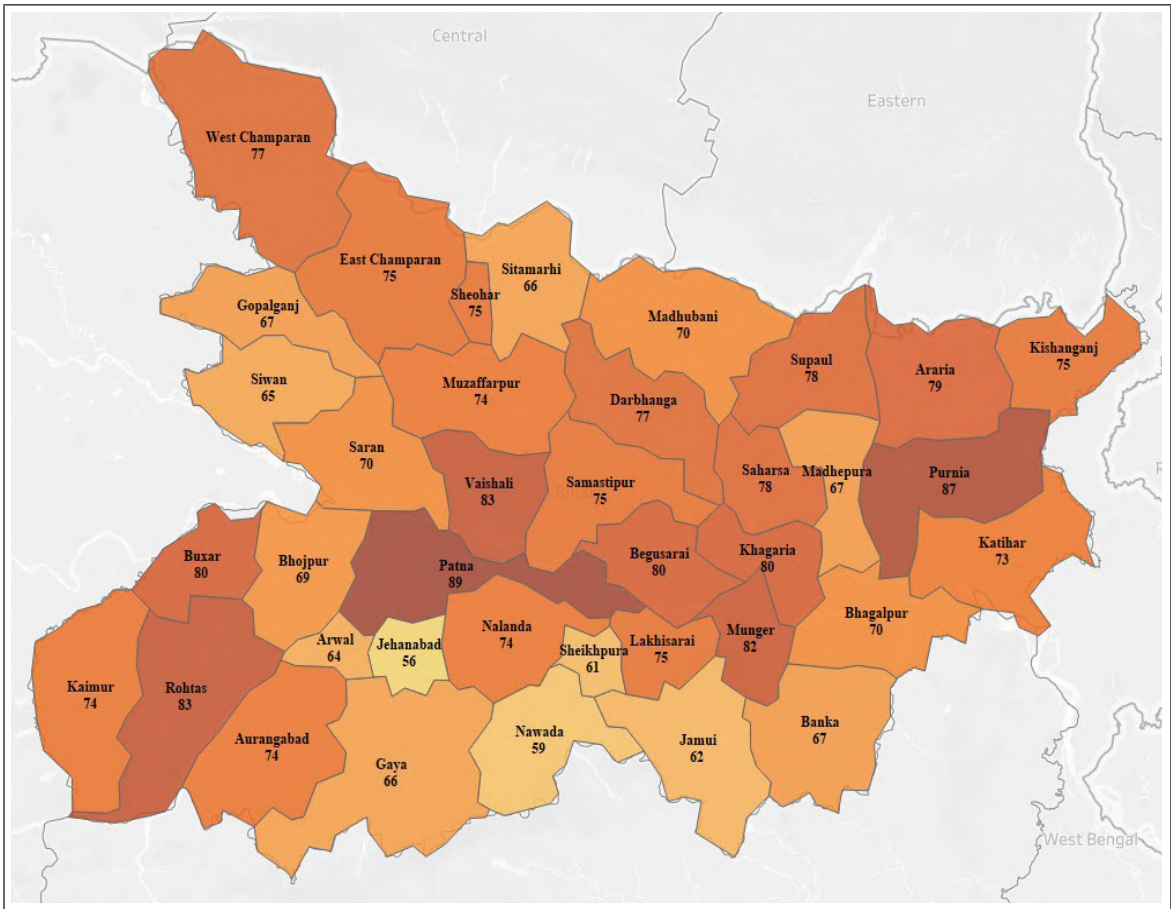 Central
Eastern
West Champaran
77
East Champaran
75
Sheohar
75
Sitamarhi
66
Gopalganj
67
Madhubani
70
Siwan
65
Muzaffarpur
74
Darbhanga
77
Supaul
78
Araria
79
Kishanganj
75
Saran
70
Vaishali
83
Samastipur
75
Saharsa
78
Madhepura
67
Purnia
87
Katihar
73
Buxar
80
Bhojpur
69
Patna
89
Begusarai
80
Khagaria
80
Bhagalpur
70
Arwal
64
Jehanabad
56
Nalanda
74
Sheikhpura
61
Lakhisarai
75
Munger
82
Kaimur
74
Rohtas
83
Aurangabad
74
Gaya
66
Nawada
59
Jamui
62
Banka
67
West Bengal